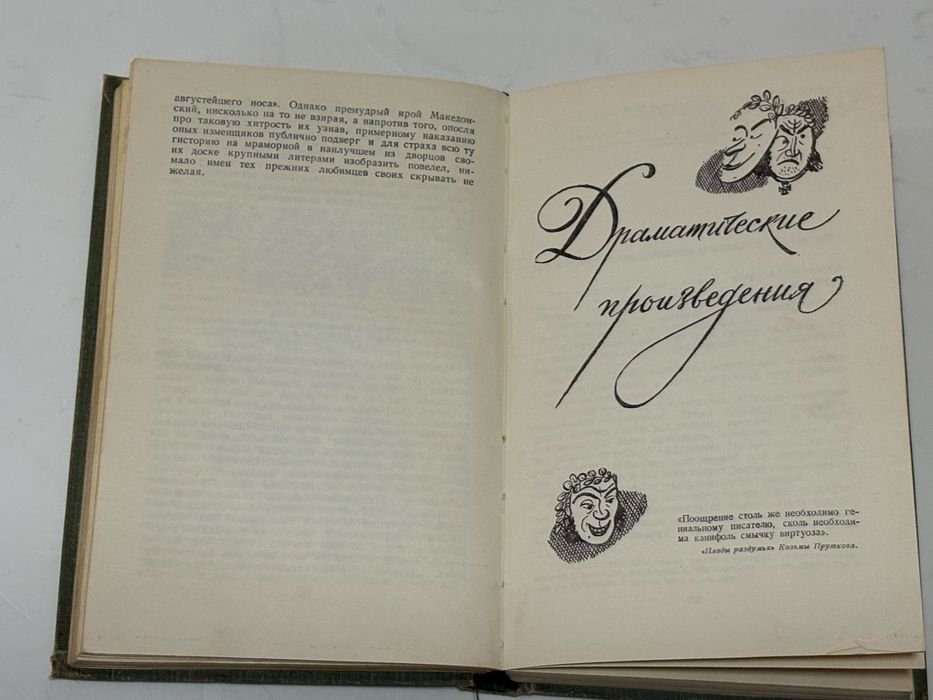 августейшего носа». Однако премудрый ирой Македон-
ский, нисколько на то не взирая, а напротив того, опосля
про таковую хитрость их узнав, примерному наказанию
оных изменщиков публично подверг и для страха всю ту
гисторию на мраморной в наилучшем из дворцов сво-
их доске крупными литерами изобразить повелел, ни-
мало имен тех прежних любимцев своих скрывать не
желая.
Драматические
произведения
«Поощрение столь же необходимо ге-
ниальному писателю, сколь необходи-
ма канифоль смычку виртуоза».
«Плоды раздумья» Козьмы Пруткова.